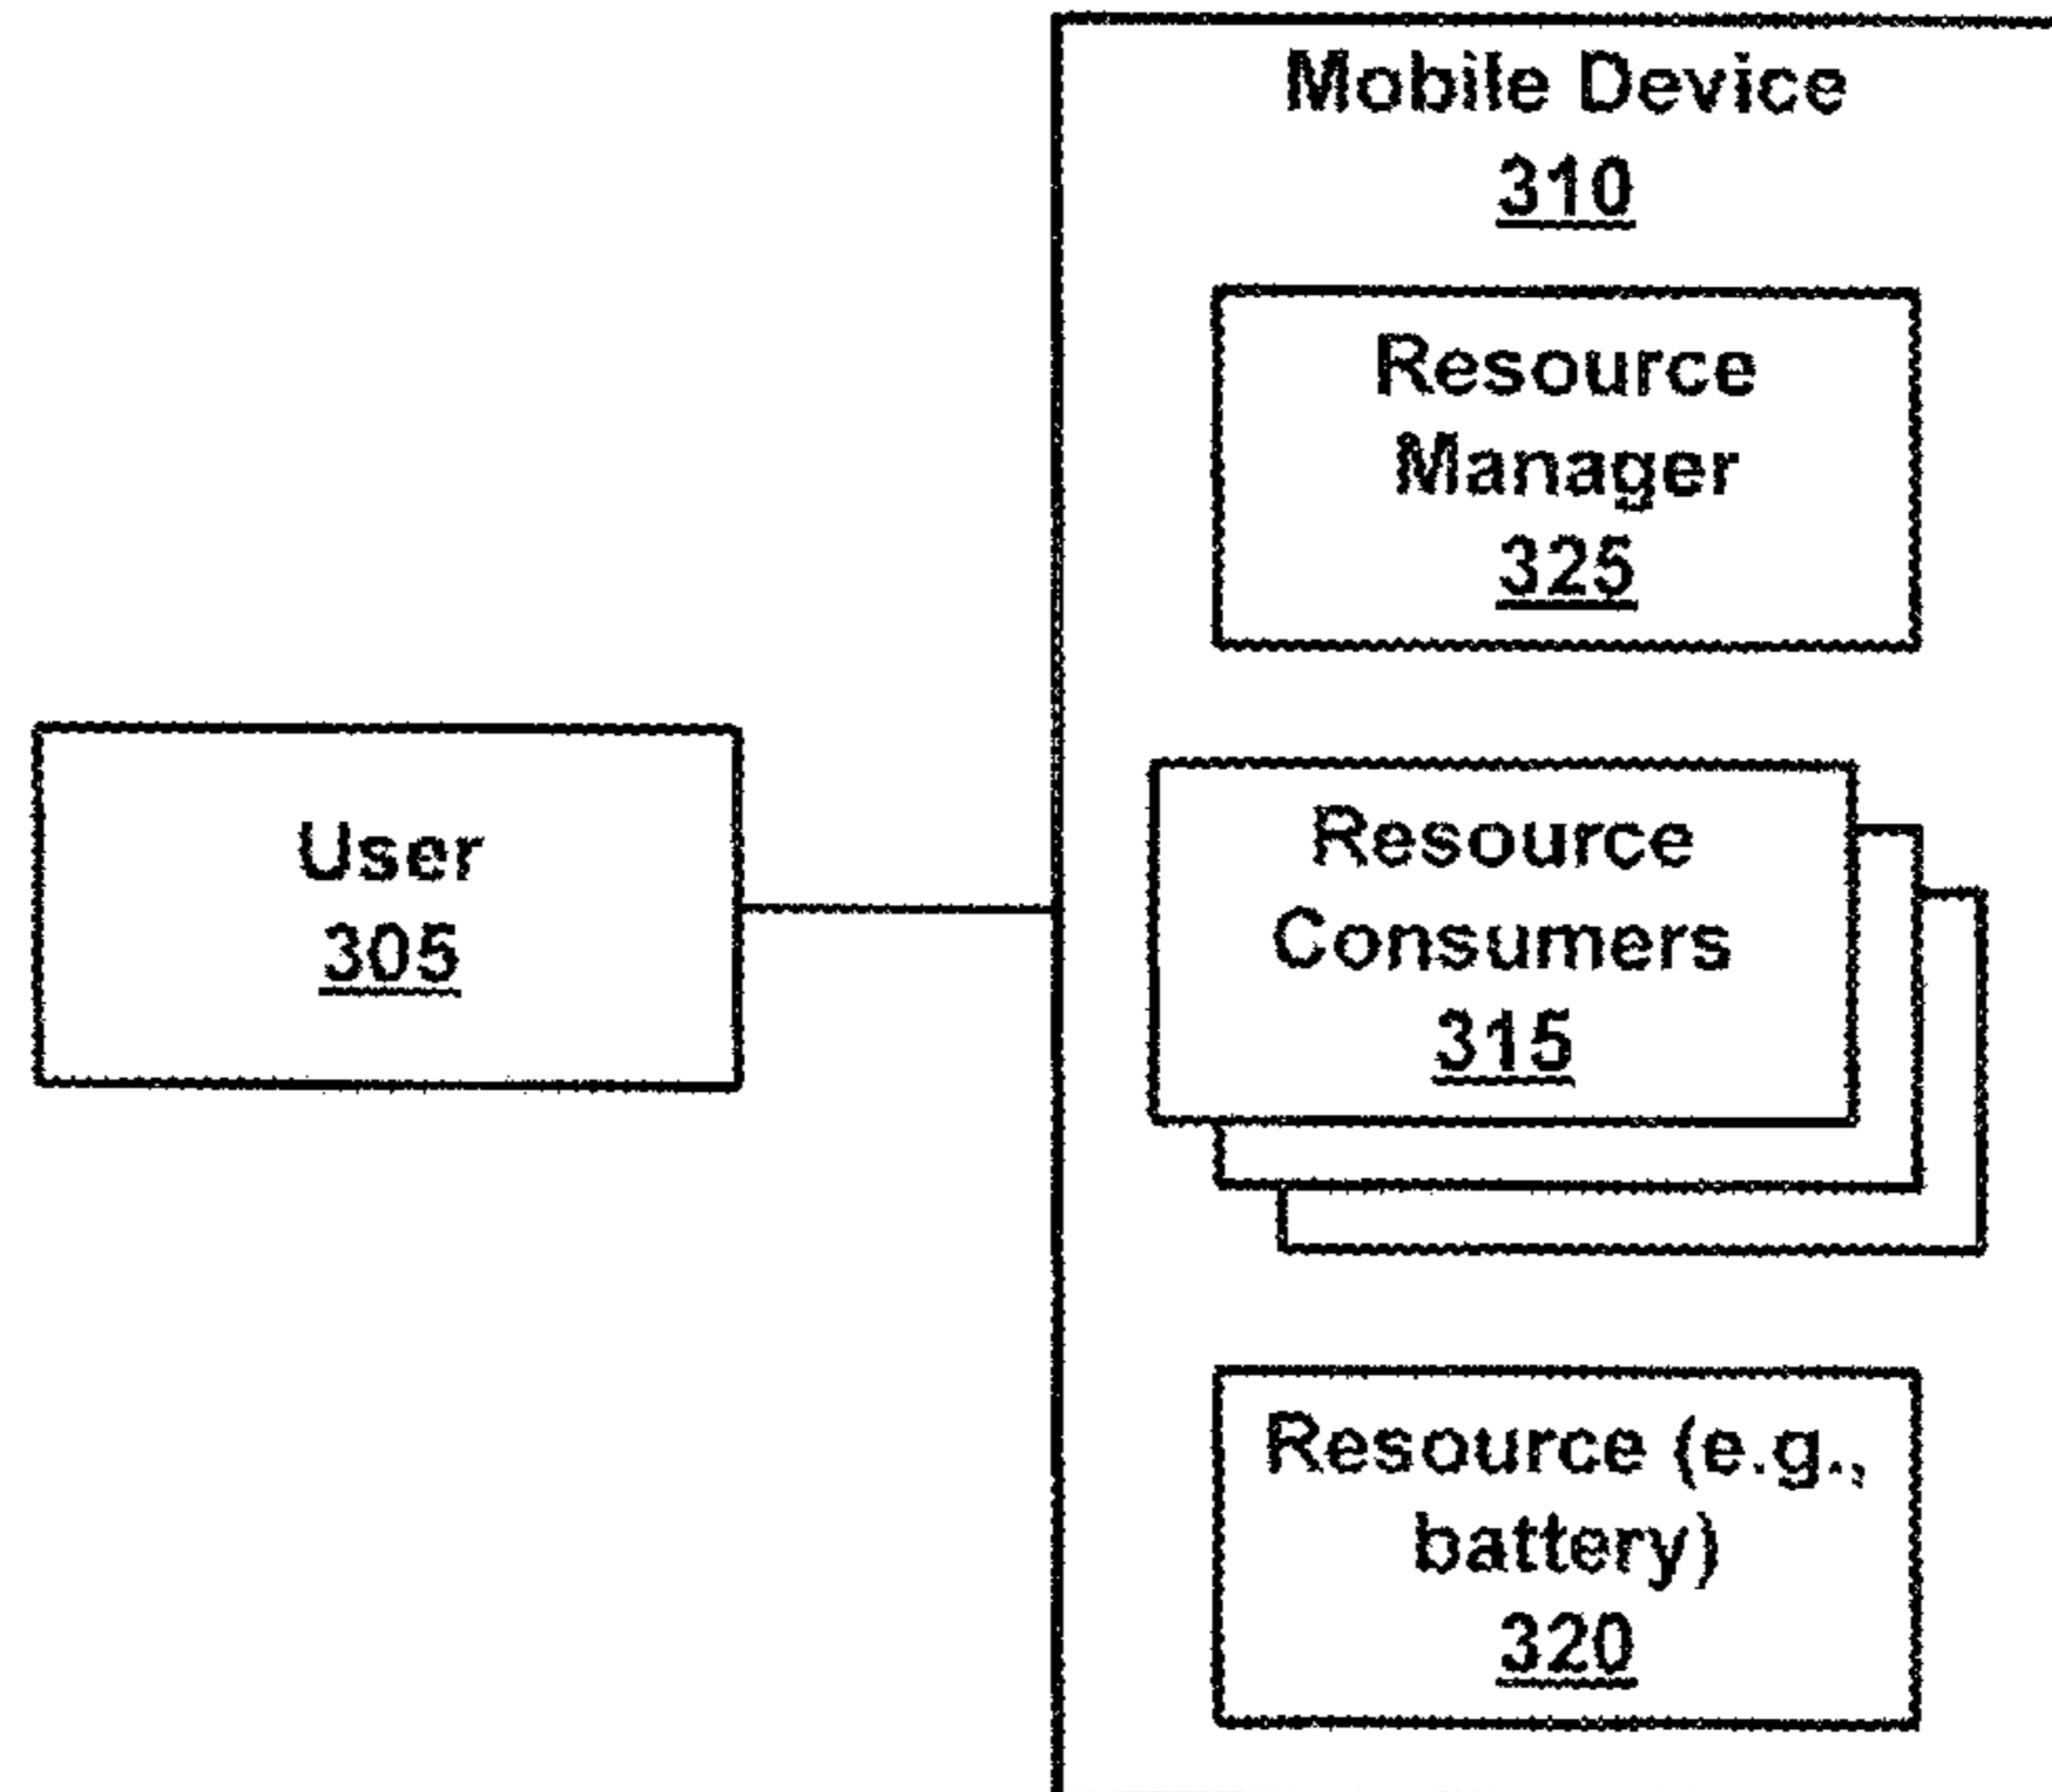 Mobile Device
310
Resource
Manager
325
User
305
Resource
Consumers
315
Resource (e.g.,
battery)
320